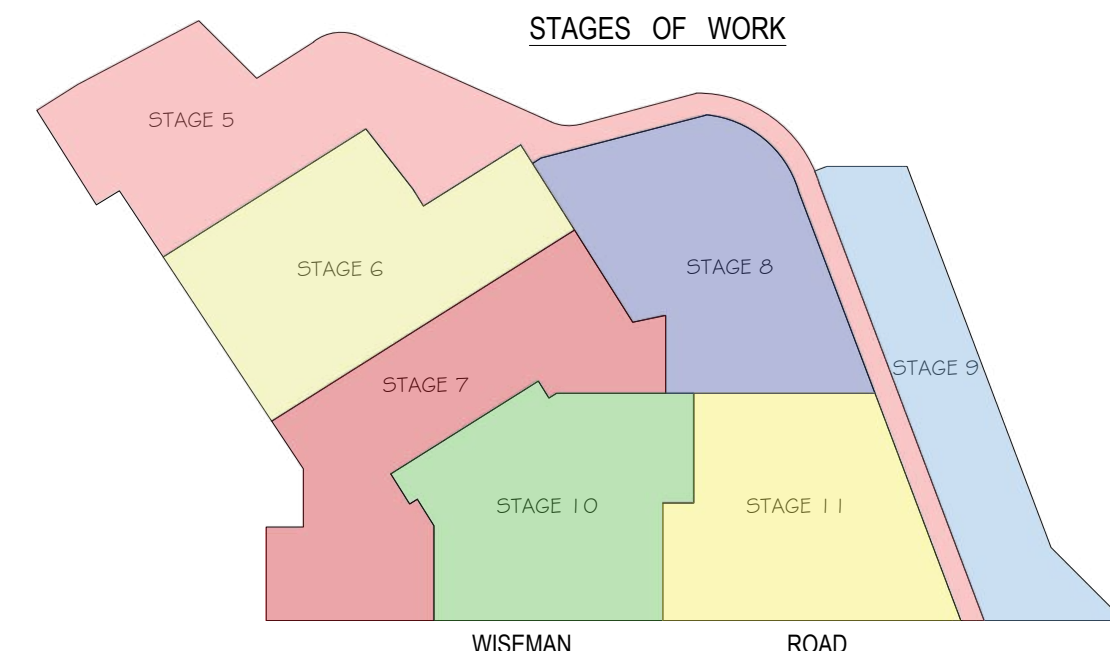 STAGES OF WORK
STAGE 5
STAGE 6
STAGE 8
STAGE 9
STAGE 7
STAGE 10
STAGE 11
WISEMAN ROAD